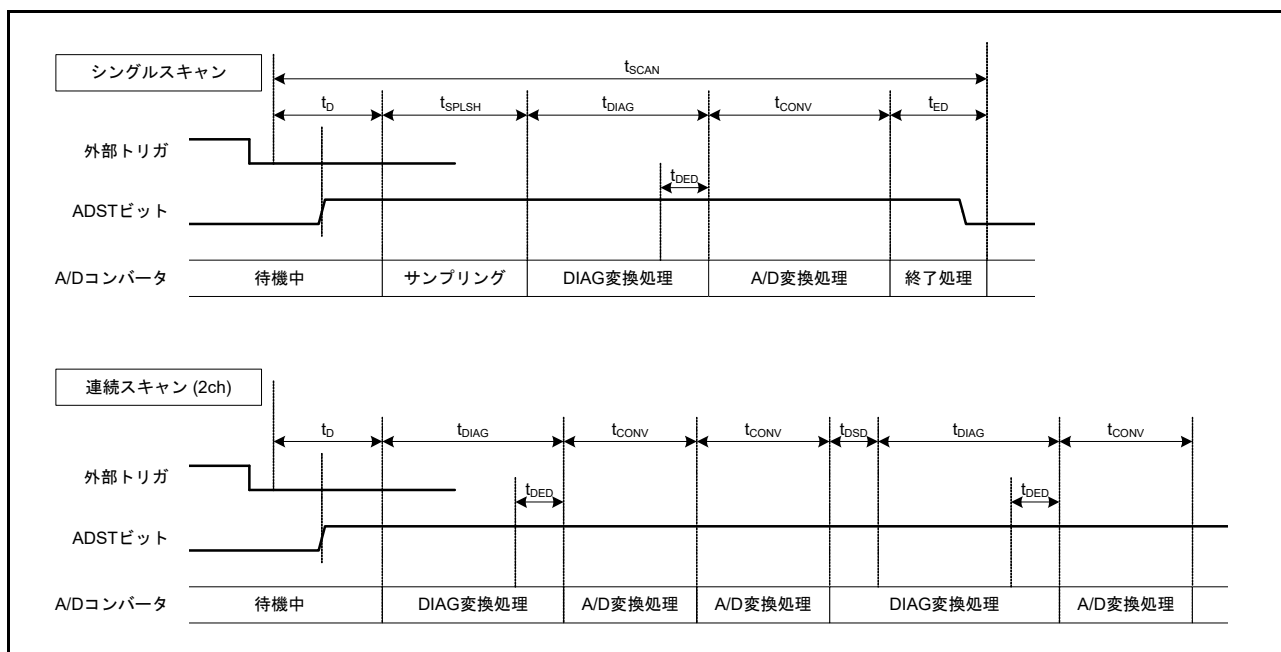 シングルスキャン
tSCAN
tD tSPLSH tDIAG tCONV tED
外部トリガ
tDED
ADSTビット
A/Dコンバータ 待機中 サンプリング DIAG変換処理 A/D変換処理 終了処理
連続スキャン (2ch)
tD tDIAG tCONV tCONV tDSD tDIAG tCONV
外部トリガ
tDED tDED
ADSTビット
A/Dコンバータ 待機中 DIAG変換処理 A/D変換処理 A/D変換処理 DIAG変換処理 A/D変換処理